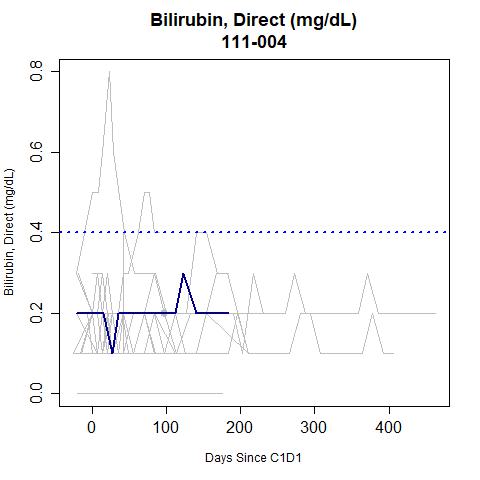 Bilirubin, Direct (mg/dL)
111-004
Bilirubin, Direct (mg/dL)
0.8
0.6
0.4
0.2
0.0
0 100 200 300 400
Days Since C1D1